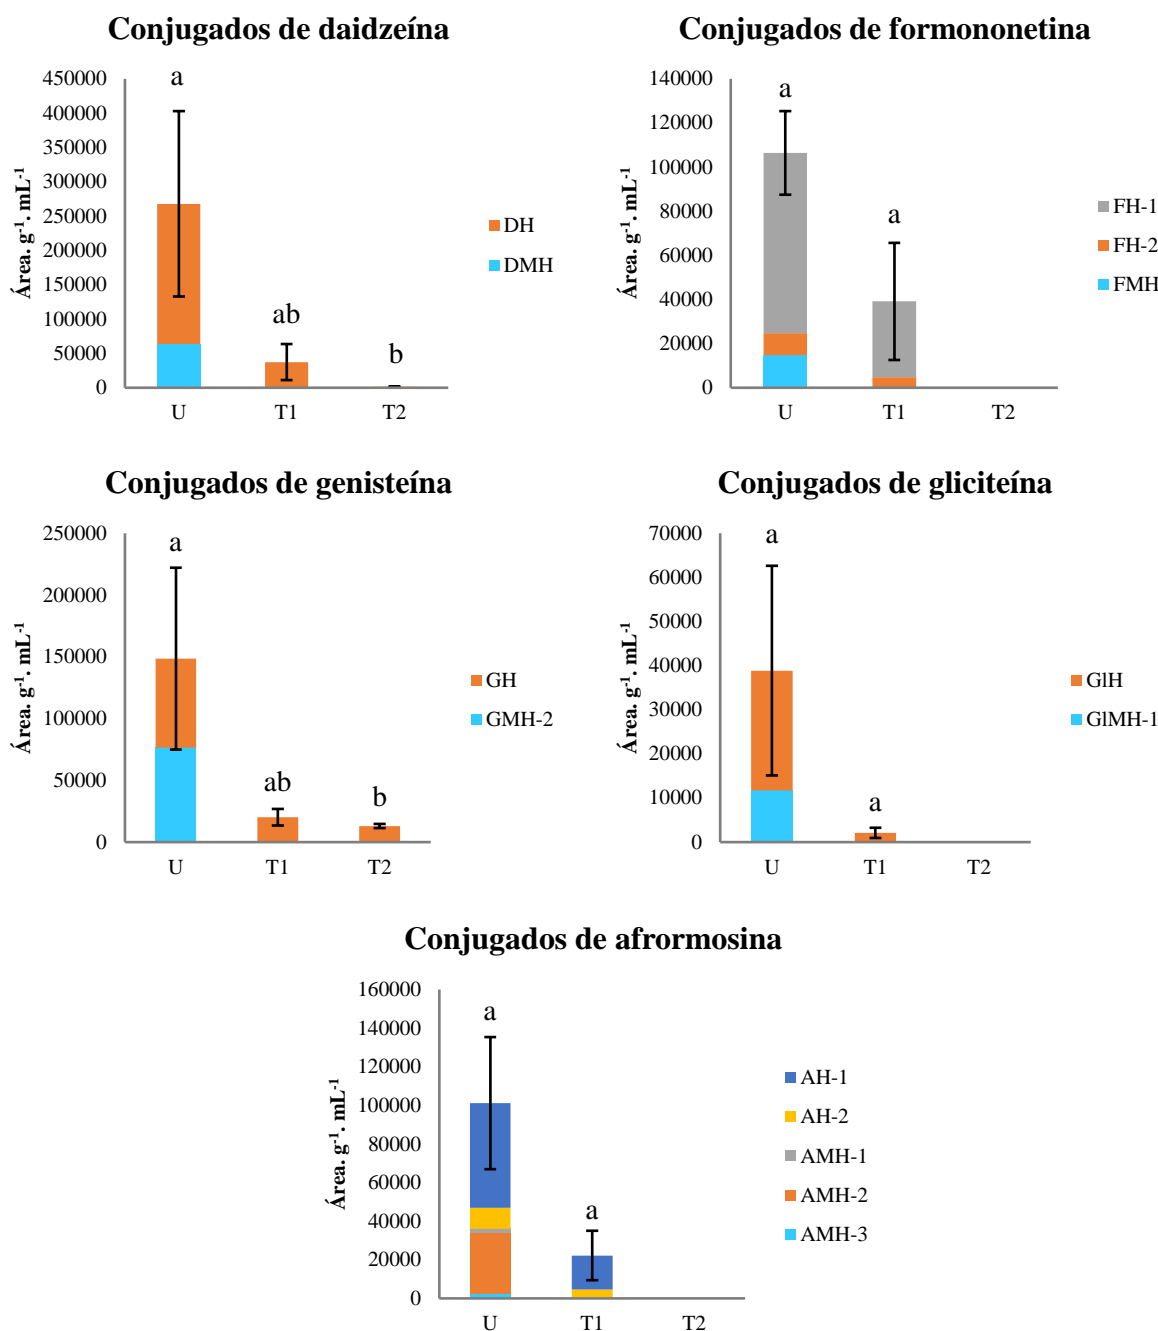 Conjugados de daidzeína
450000
400000
350000
300000
250000
200000
150000
100000
50000
0
Área. g⁻¹. mL⁻¹
a
ab
b
U
T1
T2
DH
DMH
Conjugados de formononetina
140000
120000
100000
80000
60000
40000
20000
0
Área. g⁻¹. mL⁻¹
a
a
U
T1
T2
FH-1
FH-2
FMH
Conjugados de genisteína
250000
200000
150000
100000
50000
0
Área. g⁻¹. mL⁻¹
a
ab
b
U
T1
T2
GH
GMH-2
Conjugados de gliciteína
70000
60000
50000
40000
30000
20000
10000
0
Área. g⁻¹. mL⁻¹
a
a
U
T1
T2
GlH
GlMH-1
Conjugados de afrormosina
160000
140000
120000
100000
80000
60000
40000
20000
0
Área. g⁻¹. mL⁻¹
a
a
U
T1
T2
AH-1
AH-2
AMH-1
AMH-2
AMH-3